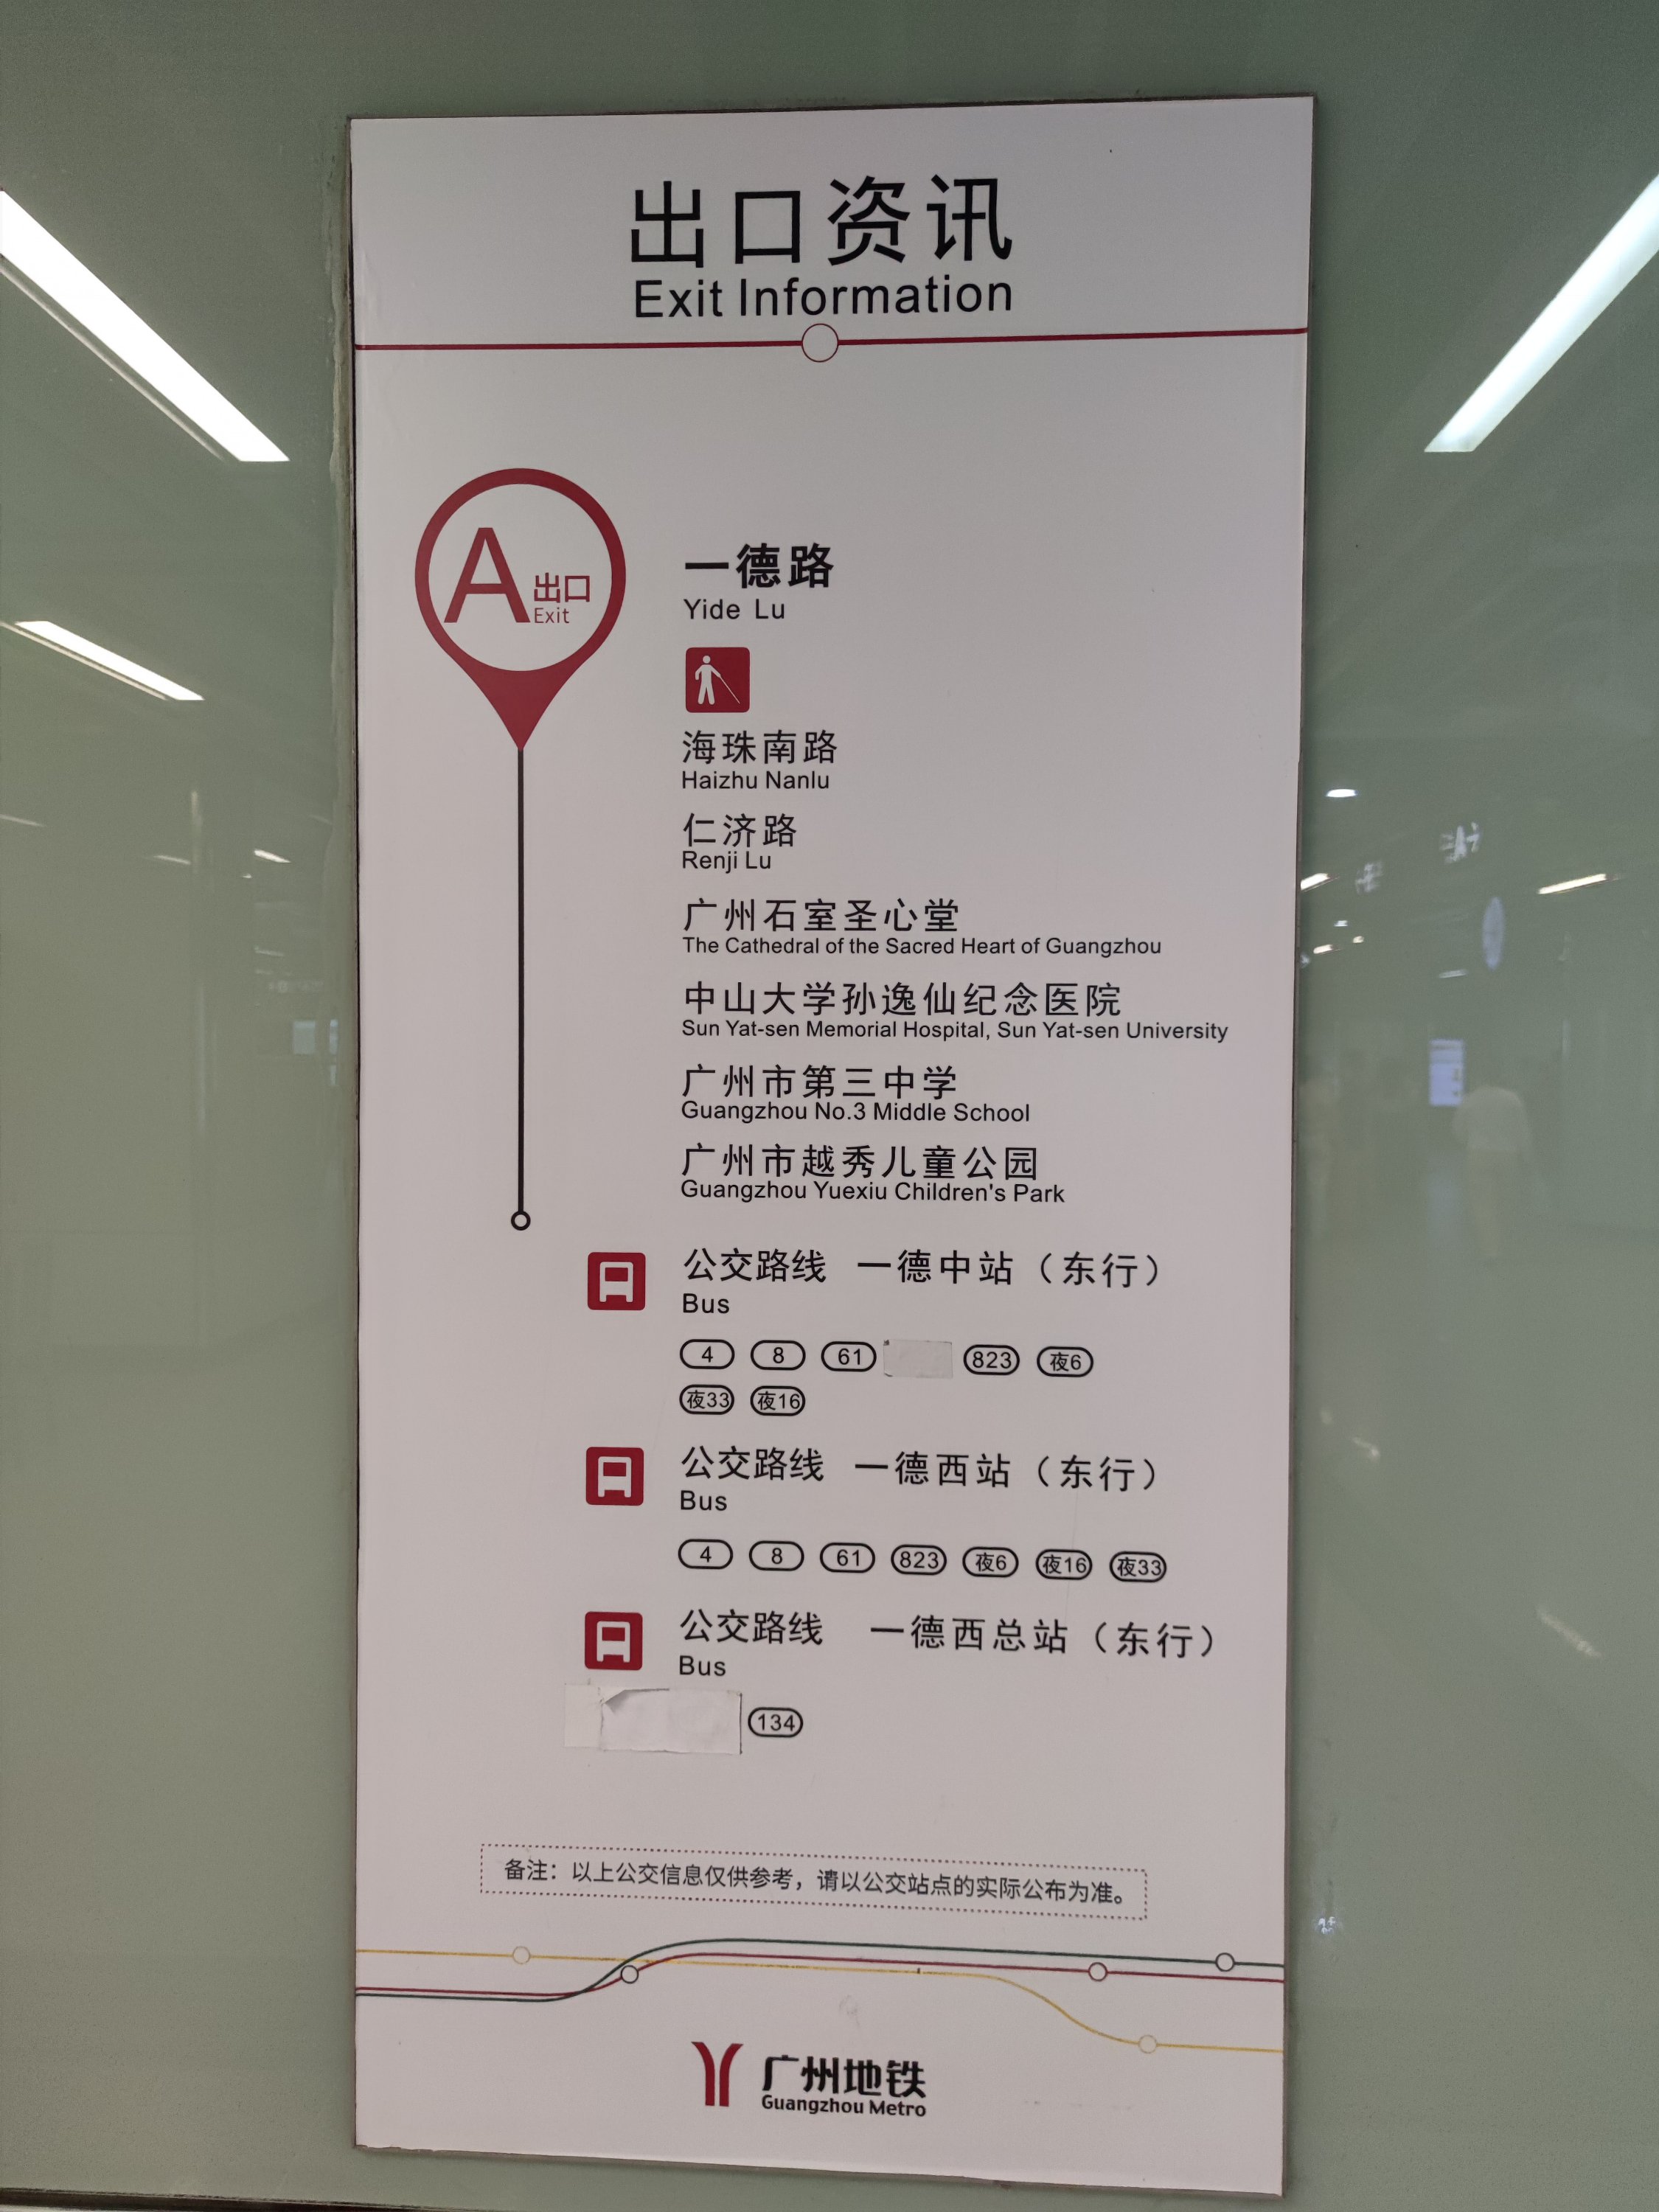 出口资讯
Exit Information
A出口
Exit
一德路
Yide Lu
海珠南路
Haizhu Nanlu
仁济路
Renji Lu
广州石室圣心堂
The Cathedral of the Sacred Heart of Guangzhou
中山大学孙逸仙纪念医院
Sun Yat-sen Memorial Hospital, Sun Yat-sen University
广州市第三中学
Guangzhou No.3 Middle School
广州市越秀儿童公园
Guangzhou Yuexiu Children's Park
公交路线 一德中站（东行）
Bus
4 8 61 823 夜6
夜33 夜16
公交路线 一德西站（东行）
Bus
4 8 61 823 夜6 夜16 夜33
公交路线 一德西总站（东行）
Bus
134
备注：以上公交信息仅供参考，请以公交站点的实际公布为准。
广州地铁
Guangzhou Metro